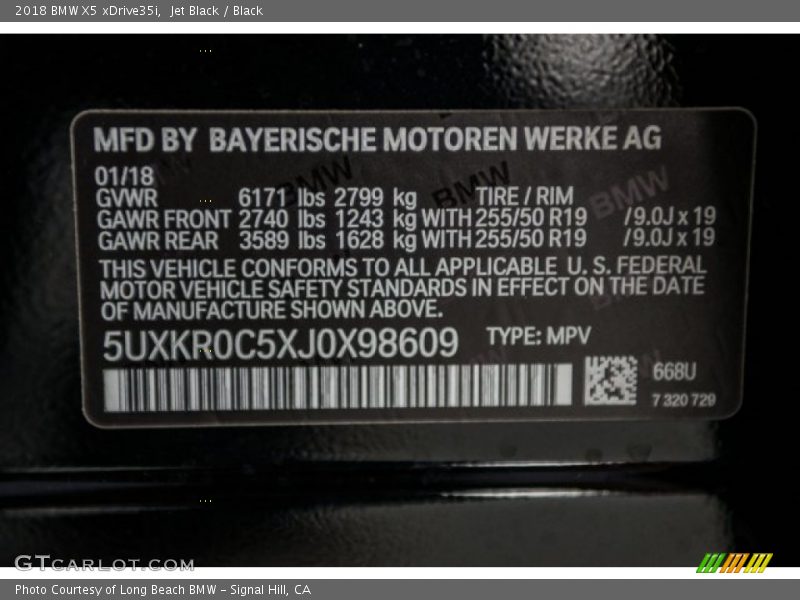 2018 BMW X5 xDrive35i, Jet Black / Black
MFD BY BAYERISCHE MOTOREN WERKE AG
01/18
GVWR 6171 lbs 2799 kg TIRE / RIM
GAWR FRONT 2740 lbs 1243 kg WITH 255/50 R19 /9.0J x 19
GAWR REAR 3589 lbs 1628 kg WITH 255/50 R19 /9.0J x 19
THIS VEHICLE CONFORMS TO ALL APPLICABLE U. S. FEDERAL
MOTOR VEHICLE SAFETY STANDARDS IN EFFECT ON THE DATE
OF MANUFACTURE SHOWN ABOVE.
5UXKR0C5XJ0X98609 TYPE: MPV
668U
7 320 729
GTCARLOT.COM
Photo Courtesy of Long Beach BMW - Signal Hill, CA